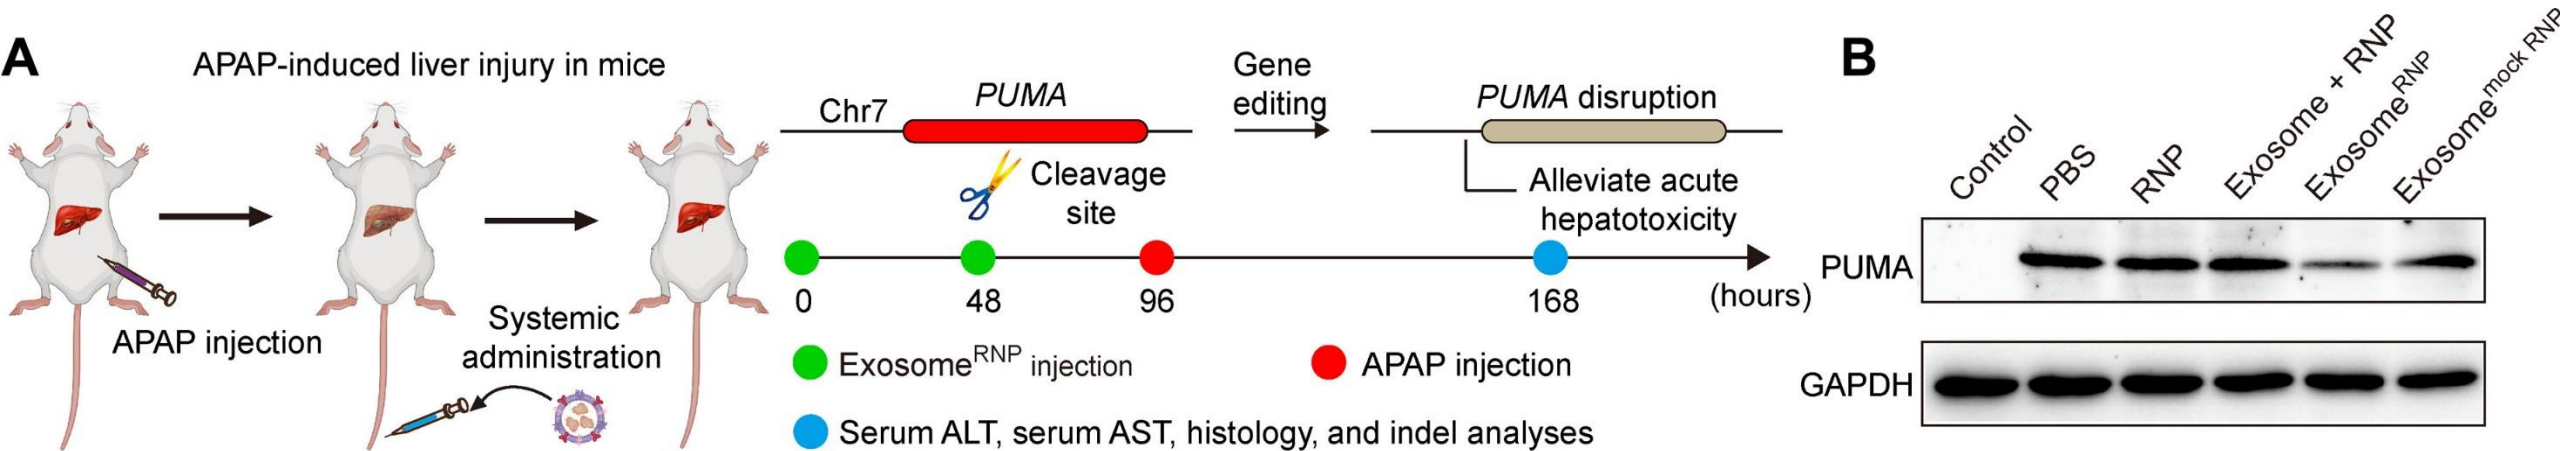 A
APAP-induced liver injury in mice
APAP injection
Systemic
administration
Chr7
PUMA
Cleavage
site
Gene
editing
PUMA disruption
Alleviate acute
hepatotoxicity
0
48
96
168
(hours)
ExosomeRNP injection
APAP injection
Serum ALT, serum AST, histology, and indel analyses
B
Control
PBS
RNP
Exosome + RNP
ExosomeRNP
Exosomemock RNP
PUMA
GAPDH